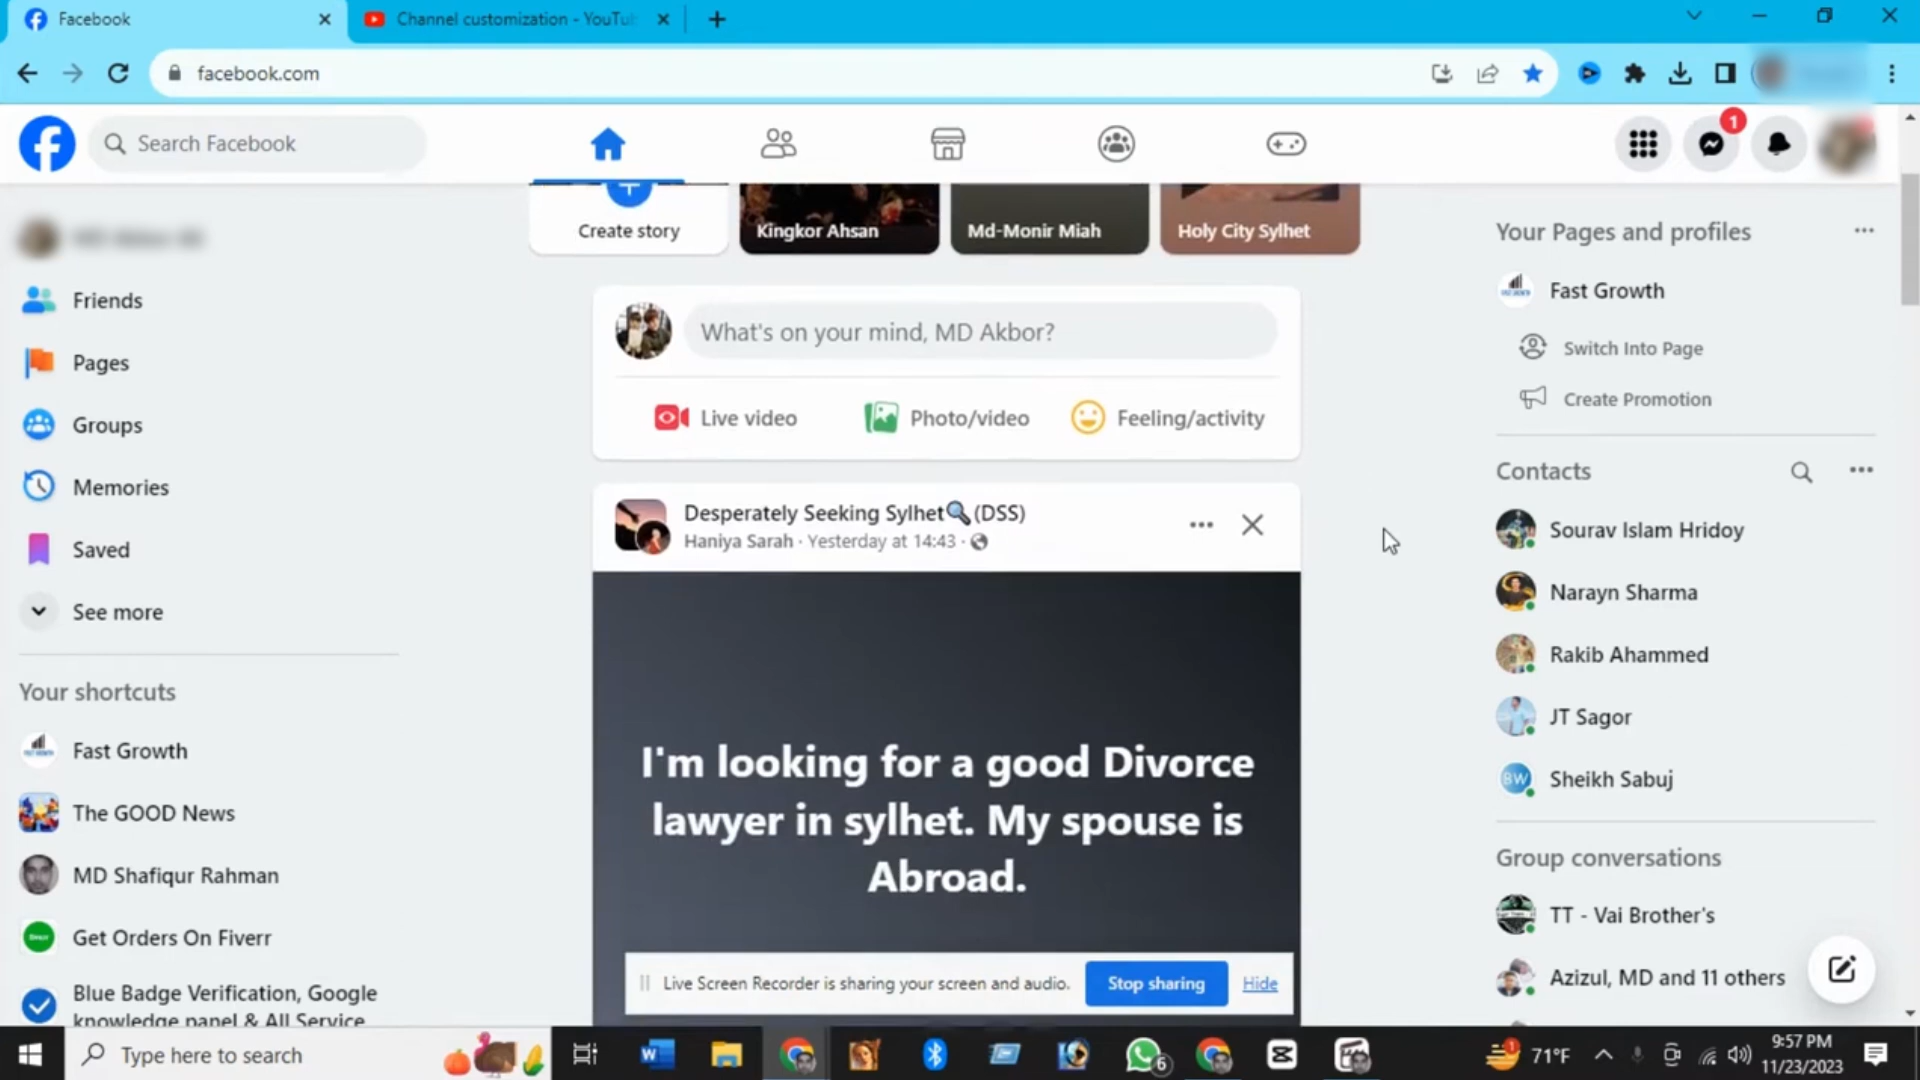 Facebook
Channel customization - YouTu
facebook.com
Search Facebook
1
Create story
Kingkor Ahsan
Md-Monir Miah
Holy City Sylhet
Friends
Pages
Groups
Memories
Saved
See more
Your shortcuts
Fast Growth
The GOOD News
MD Shafiqur Rahman
Get Orders On Fiverr
Blue Badge Verification, Google
knowledge panel & All Service
What's on your mind, MD Akbor?
Live video
Photo/video
Feeling/activity
Desperately Seeking Sylhet🔍(DSS)
Haniya Sarah · Yesterday at 14:43 ·
I'm looking for a good Divorce
lawyer in sylhet. My spouse is
Abroad.
Live Screen Recorder is sharing your screen and audio.
Stop sharing
Hide
Your Pages and profiles
Fast Growth
Switch Into Page
Create Promotion
Contacts
Sourav Islam Hridoy
Narayn Sharma
Rakib Ahammed
JT Sagor
BW
Sheikh Sabuj
Group conversations
TT - Vai Brother's
Azizul, MD and 11 others
Type here to search
6
1
71°F
9:57 PM
11/23/2023